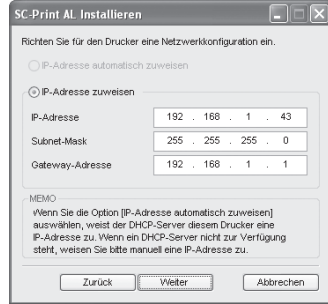 SC-Print AL Installieren
Richten Sie für den Drucker eine Netzwerkkonfiguration ein.
IP-Adresse automatisch zuweisen
IP-Adresse zuweisen
IP-Adresse 192 . 168 . 1 . 43
Subnet-Mask 255 . 255 . 255 . 0
Gateway-Adresse 192 . 168 . 1 . 1
MEMO
Wenn Sie die Option [IP-Adresse automatisch zuweisen]
auswählen, weist der DHCP-Server diesem Drucker eine
IP-Adresse zu. Wenn ein DHCP-Server nicht zur Verfügung
steht, weisen Sie bitte manuell eine IP-Adresse zu.
Zurück Weiter Abbrechen